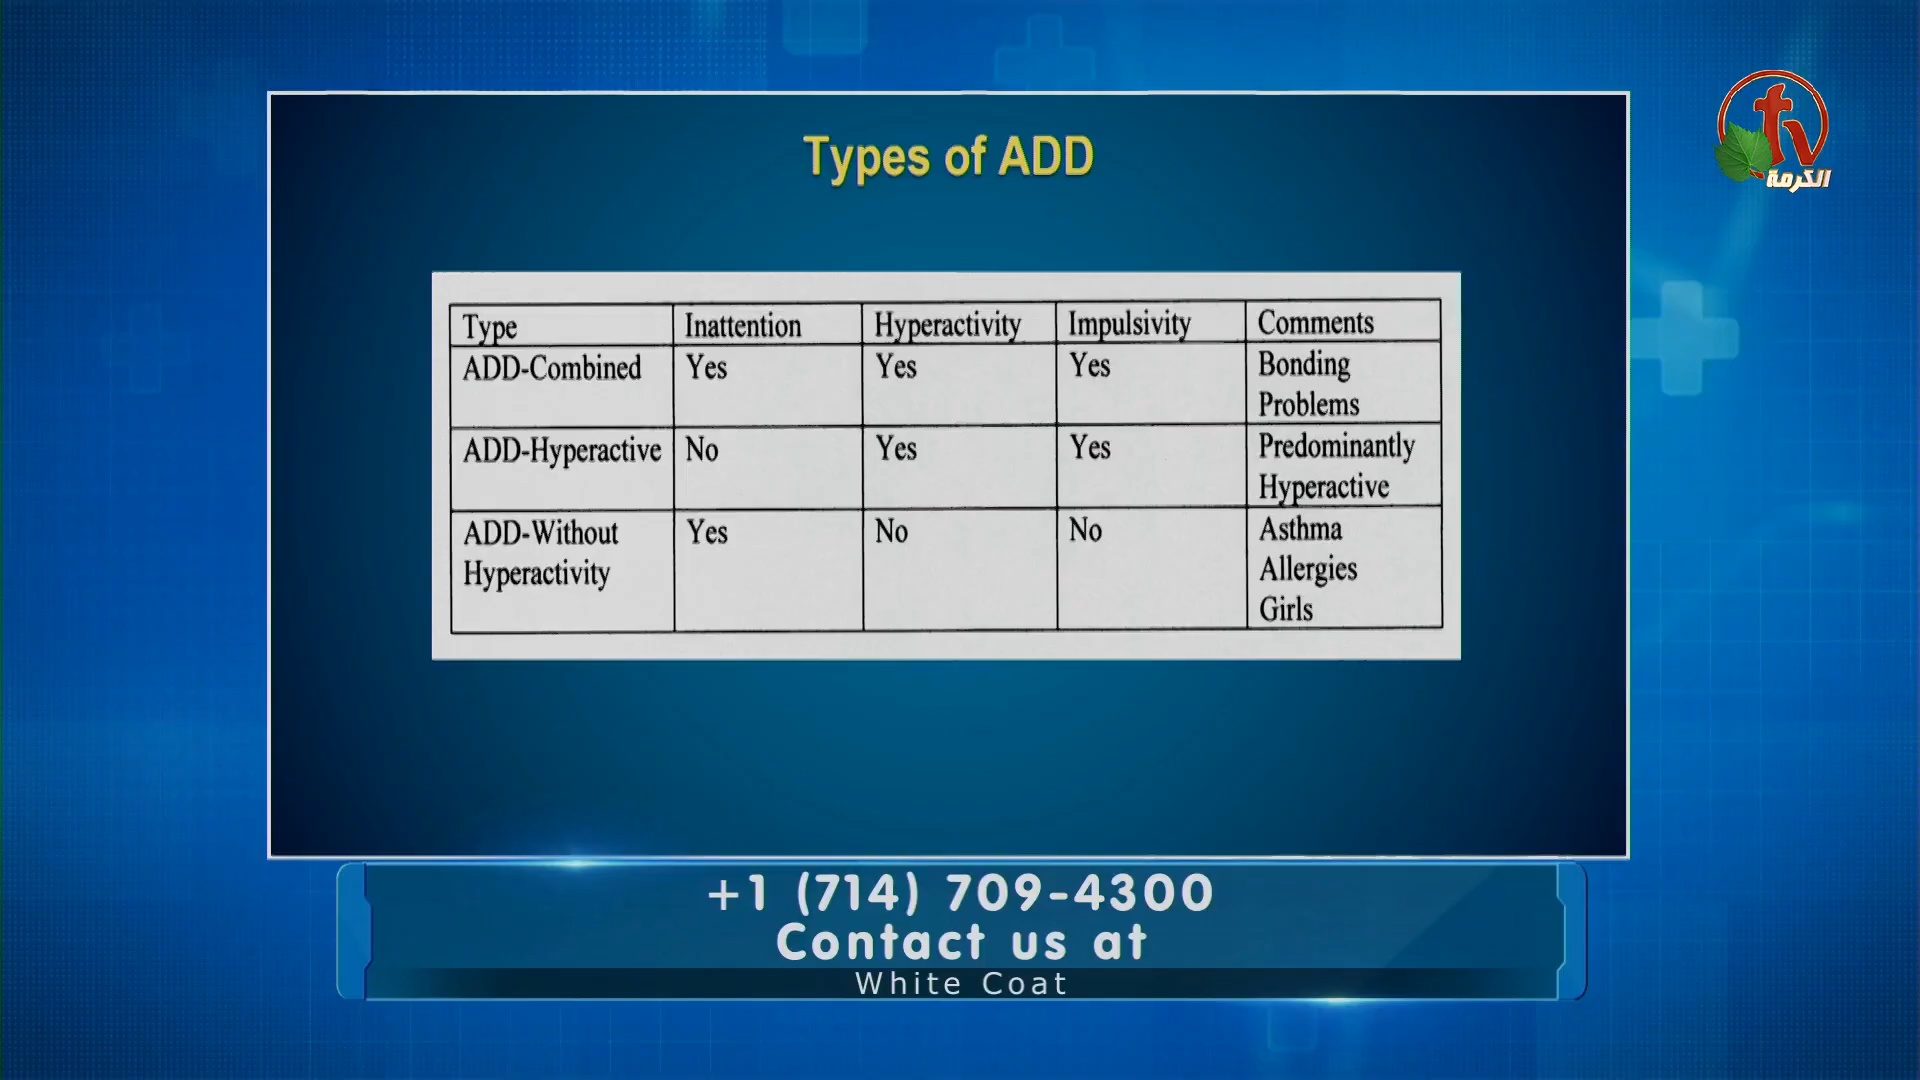 tv
الكرمة
Types of ADD
Type Inattention Hyperactivity Impulsivity Comments
ADD-Combined Yes Yes Yes Bonding
Problems
ADD-Hyperactive No Yes Yes Predominantly
Hyperactive
ADD-Without Yes No No Asthma
Hyperactivity Allergies
Girls
+1 (714) 709-4300
Contact us at
White Coat